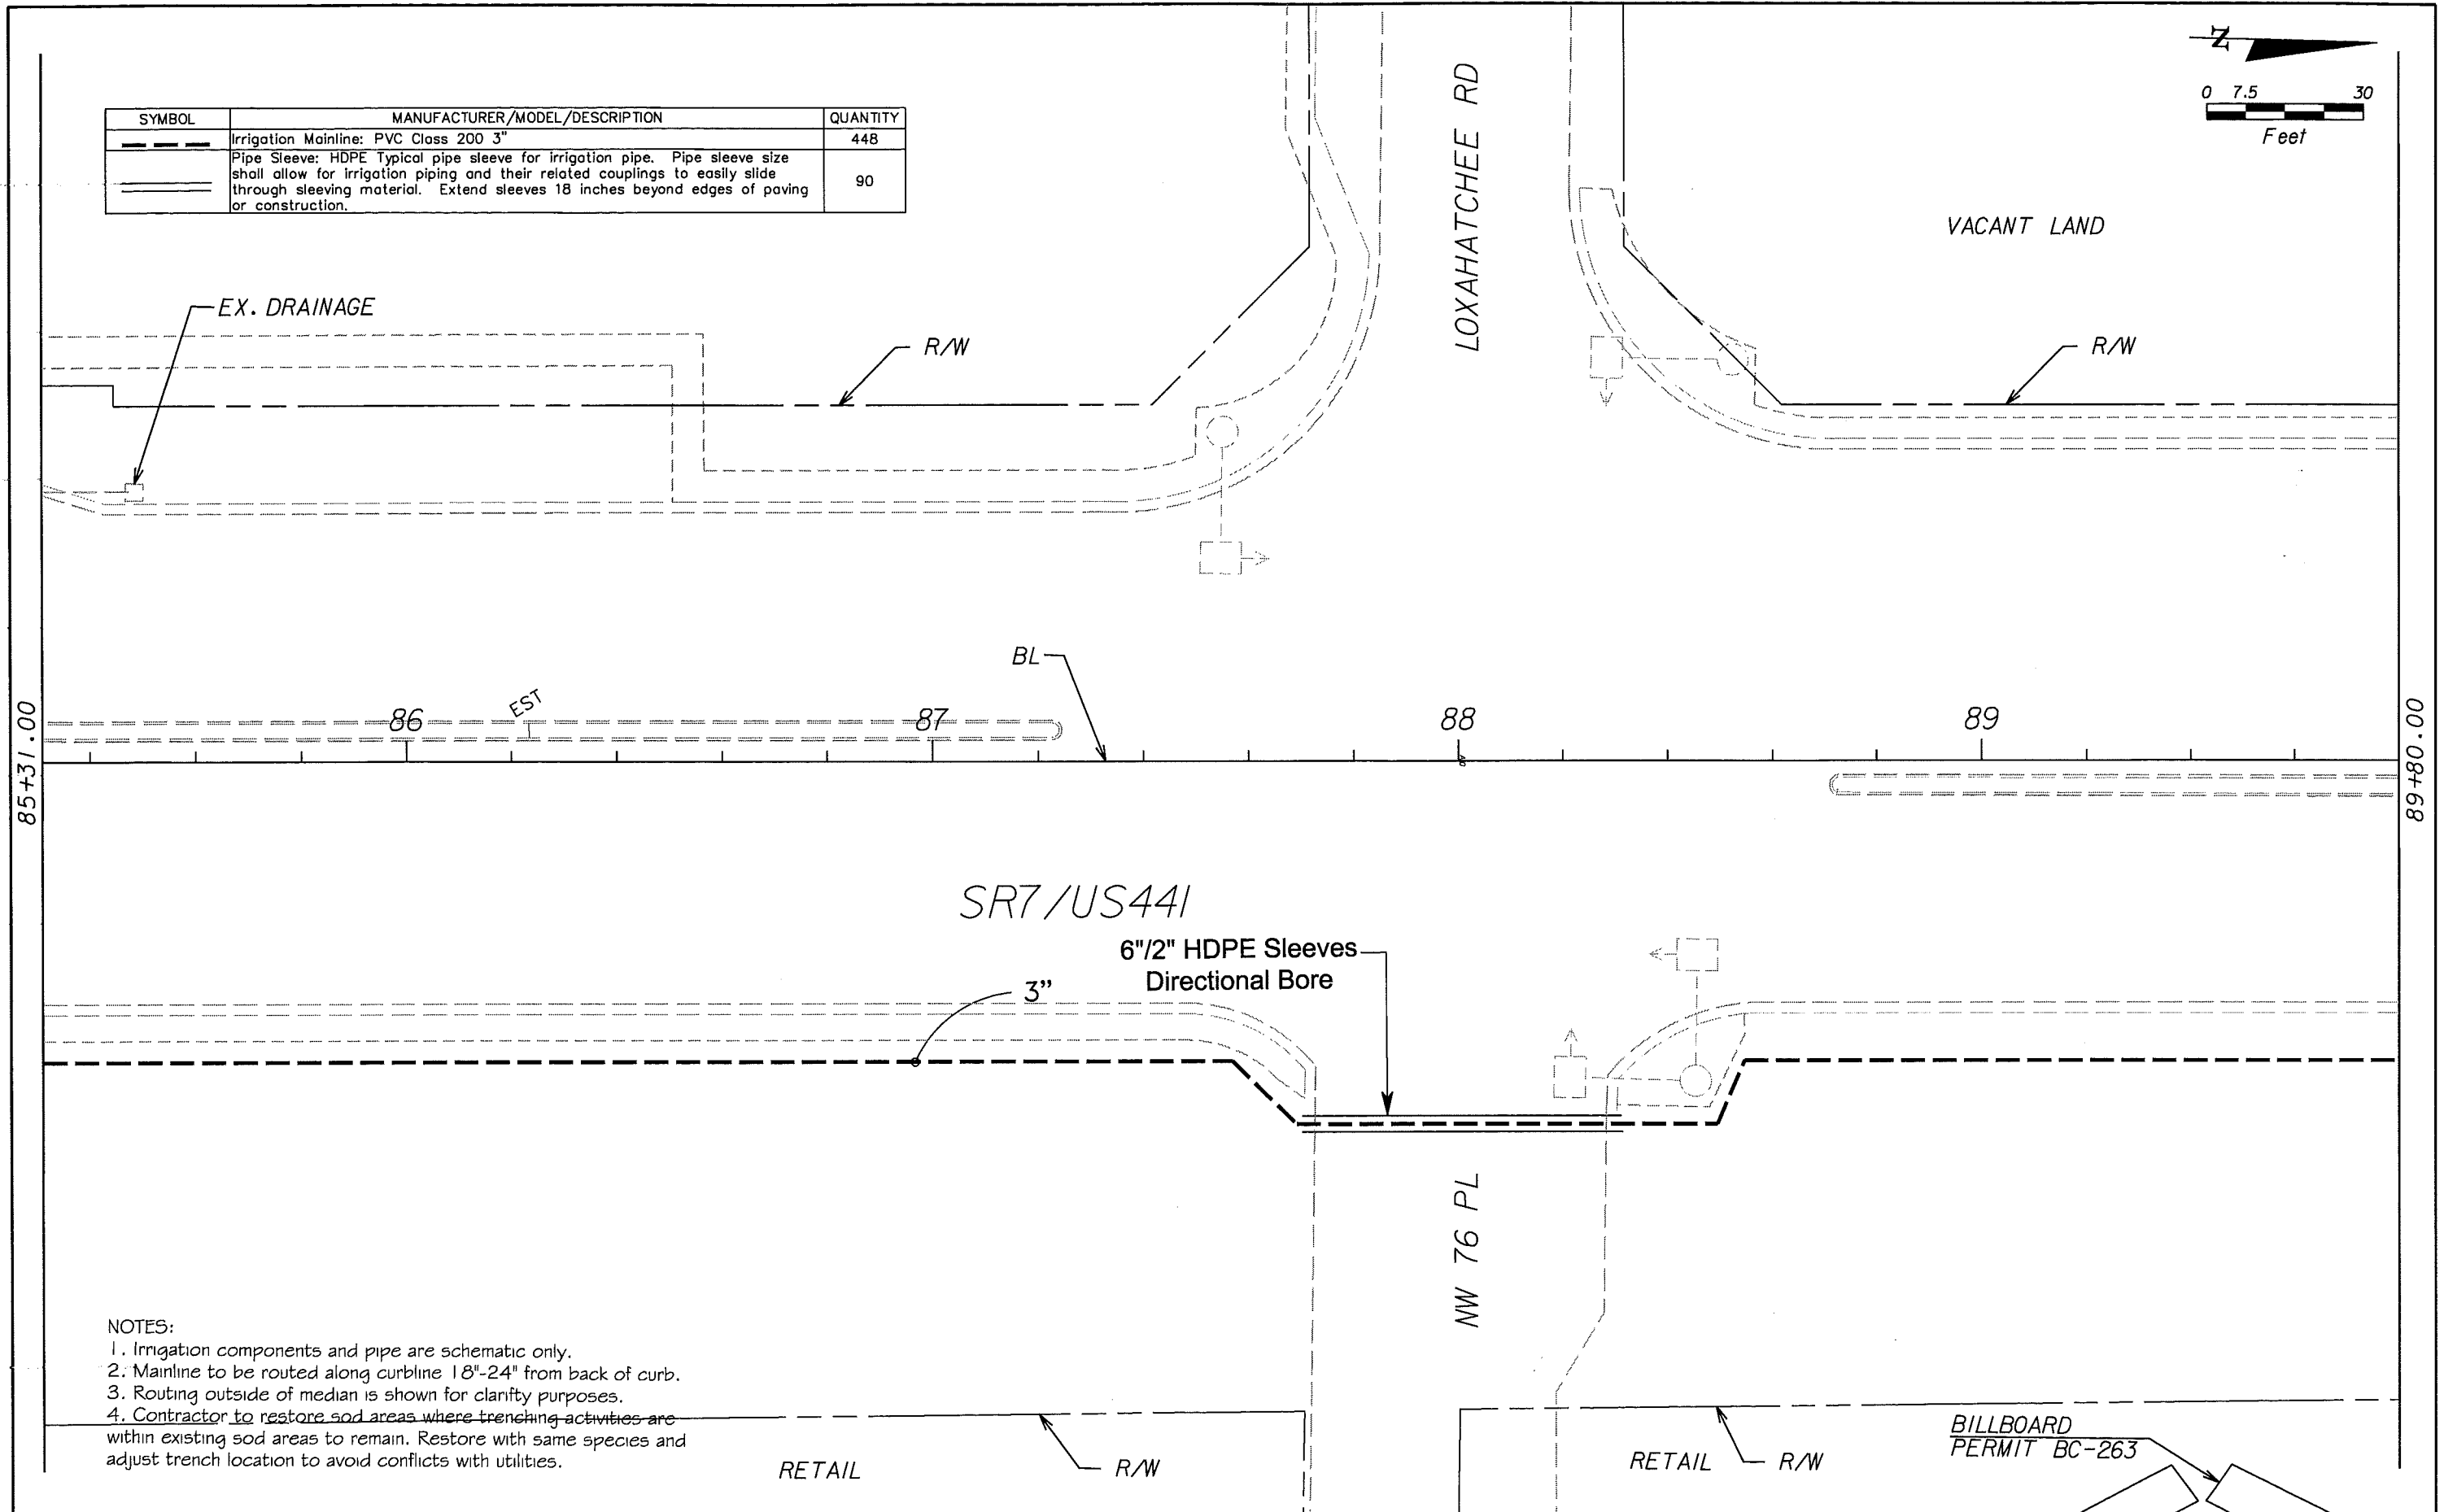 Z
0 7.5 30
Feet
SYMBOL MANUFACTURER/MODEL/DESCRIPTION QUANTITY
Irrigation Mainline: PVC Class 200 3" 448
Pipe Sleeve: HDPE Typical pipe sleeve for irrigation pipe. Pipe sleeve size
shall allow for irrigation piping and their related couplings to easily slide
through sleeving material. Extend sleeves 18 inches beyond edges of paving
or construction.
90
LOXAHATCHEE RD
VACANT LAND
EX. DRAINAGE
R/W
R/W
BL
EST
86 87 88 89
85+31.00
89+80.00
SR7/US441
6"/2" HDPE Sleeves
Directional Bore
3”
NW 76 PL
NOTES:
1. Irrigation components and pipe are schematic only.
2. Mainline to be routed along curbline 18"-24" from back of curb.
3. Routing outside of median is shown for clarifty purposes.
4. Contractor to restore sod areas where trenching activities are
within existing sod areas to remain. Restore with same species and
adjust trench location to avoid conflicts with utilities.
RETAIL
R/W
RETAIL
R/W
BILLBOARD
PERMIT BC-263